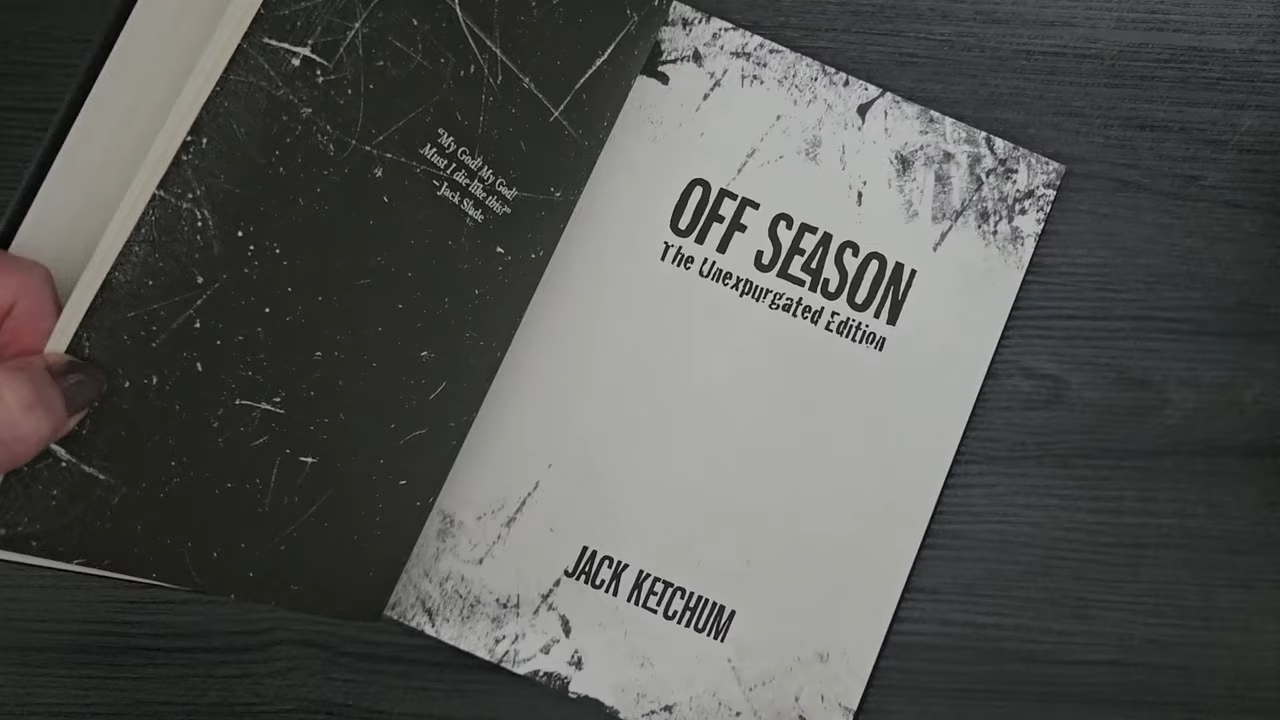 "My God! My God!
Must I die like this?"
– Jack Slade
OFF SEASON
The Unexpurgated Edition
JACK KETCHUM